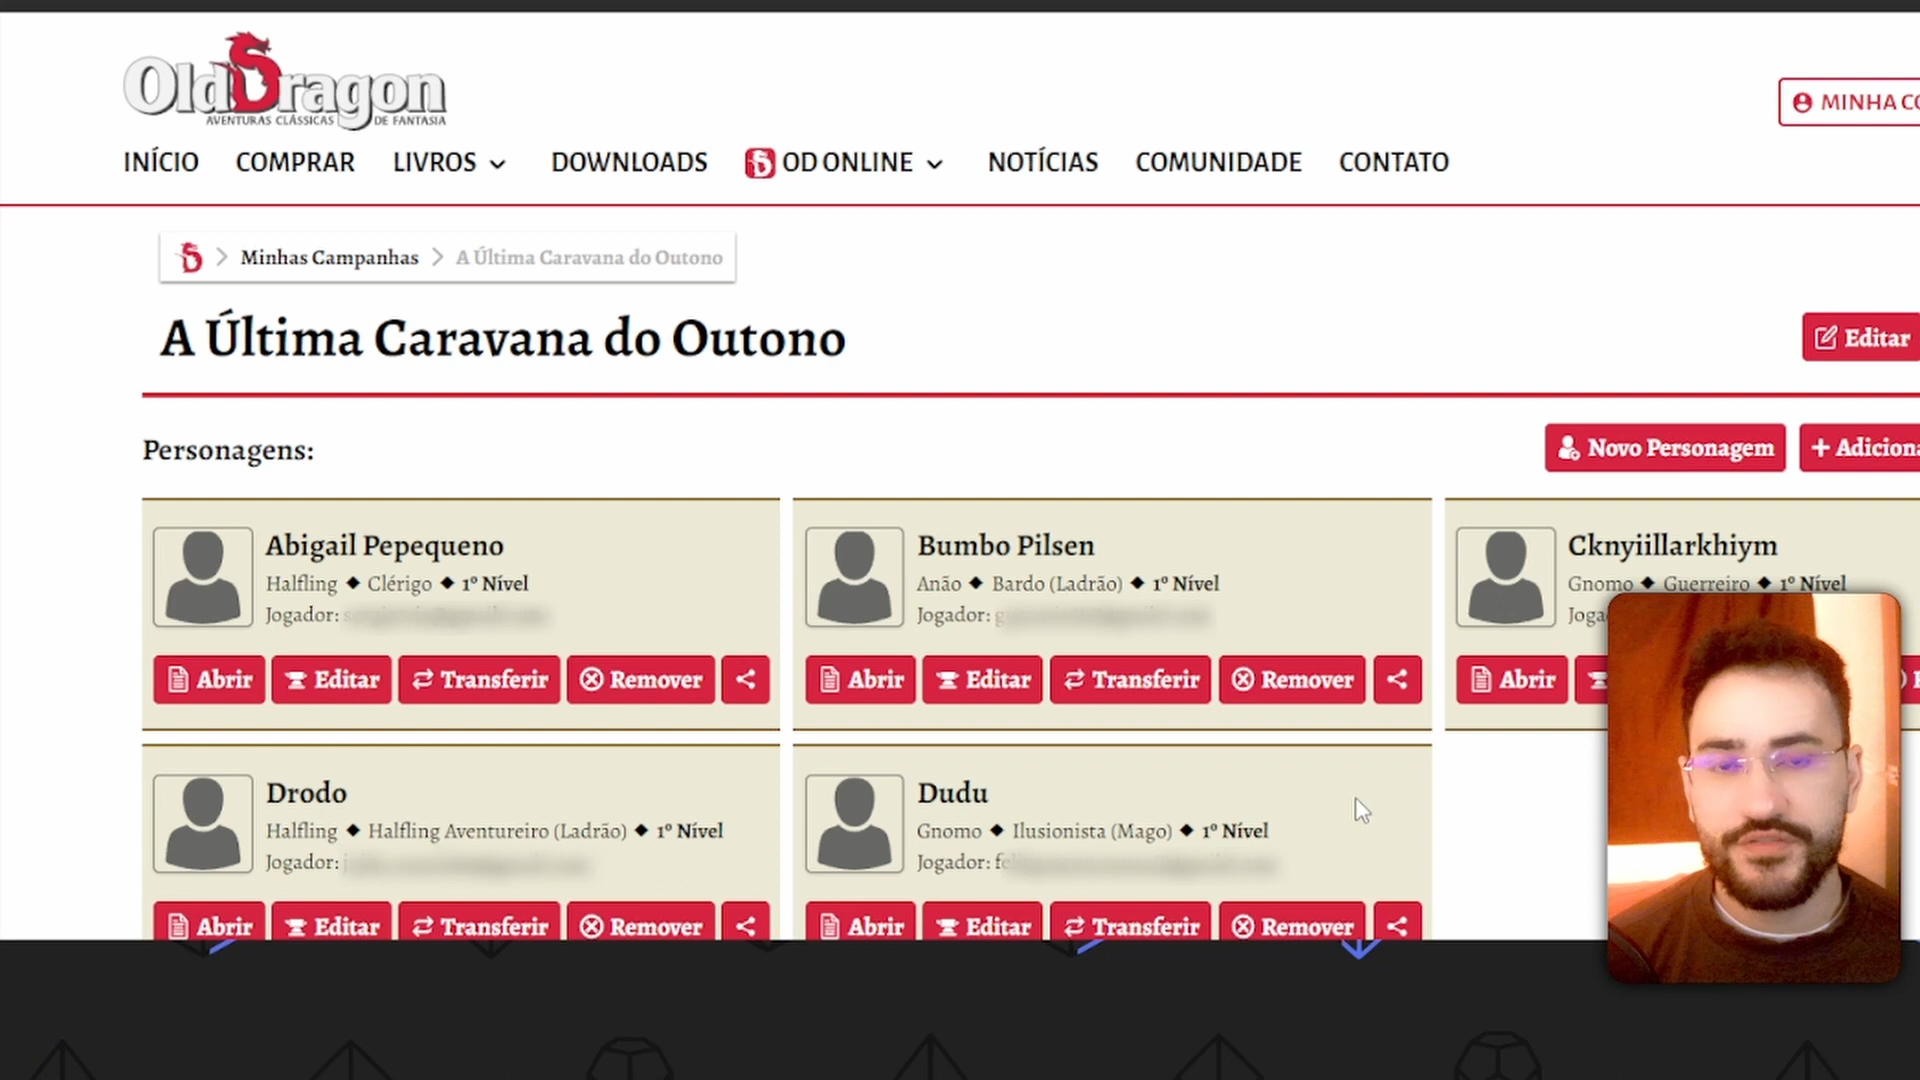 OldDragon
AVENTURAS CLÁSSICAS DE FANTASIA
MINHA CO
INÍCIO COMPRAR LIVROS DOWNLOADS OD ONLINE NOTÍCIAS COMUNIDADE CONTATO
Minhas Campanhas A Última Caravana do Outono
A Última Caravana do Outono
Editar
Personagens:
Novo Personagem
+ Adiciona
Abigail Pepequeno
Halfling ◆ Clérigo ◆ 1º Nível
Jogador:
Abrir Editar Transferir Remover
Bumbo Pilsen
Anão ◆ Bardo (Ladrão) ◆ 1º Nível
Jogador:
Abrir Editar Transferir Remover
Cknyiillarkhiym
Gnomo ◆ Guerreiro ◆ 1º Nível
Joga
Abrir
Drodo
Halfling ◆ Halfling Aventureiro (Ladrão) ◆ 1º Nível
Jogador:
Abrir Editar Transferir Remover
Dudu
Gnomo ◆ Ilusionista (Mago) ◆ 1º Nível
Jogador:
Abrir Editar Transferir Remover